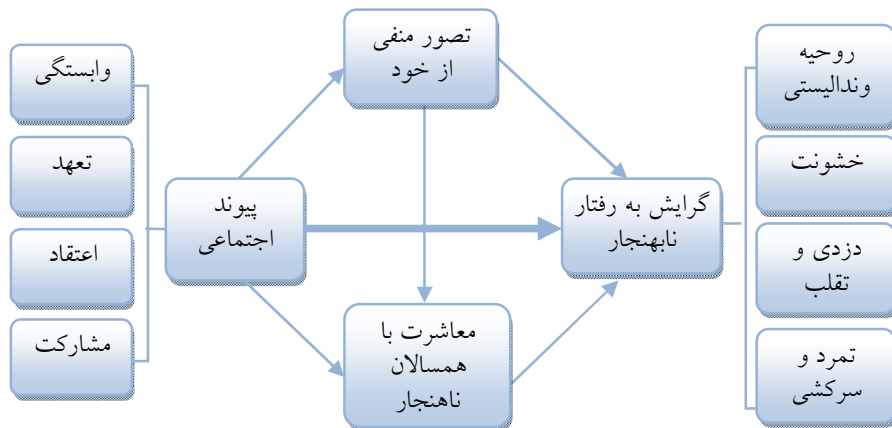 تصور منفی
از خود
روحیه
وندالیستی
وابستگی
خشونت
تعهد
پیوند
اجتماعی
گرایش به رفتار
نابهنجار
اعتقاد
دزدی و
تقلب
مشارکت
معاشرت با
همسالان
ناهنجار
تمرد و
سرکشی